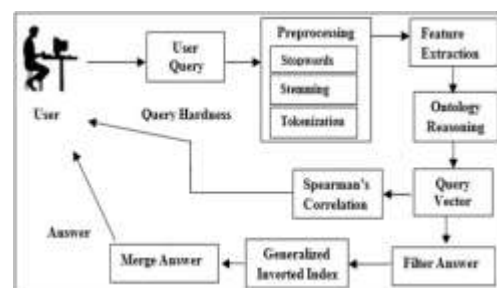 User
Query
Preprocessing
Stopwords
Stemming
Tokenization
Feature
Extraction
User
Query Hardness
Ontology
Reasoning
Spearman's
Correlation
Query
Vector
Answer
Merge Answer
Generalized
Inverted Index
Filter Answer